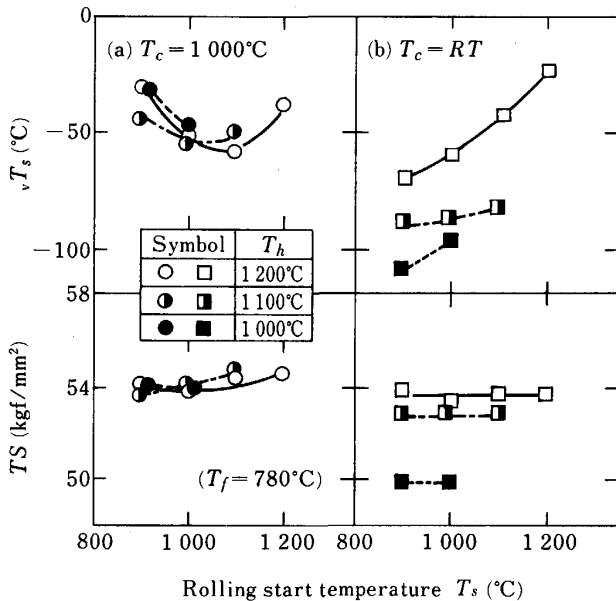 0
−50
−100
58
54
50
vTs (°C)
TS (kgf/mm²)
(a) Tc = 1 000°C
(b) Tc = RT
Symbol Th
1 200°C
1 100°C
1 000°C
(Tf = 780°C)
800 1 000 1 200 800 1 000 1 200
Rolling start temperature Ts (°C)